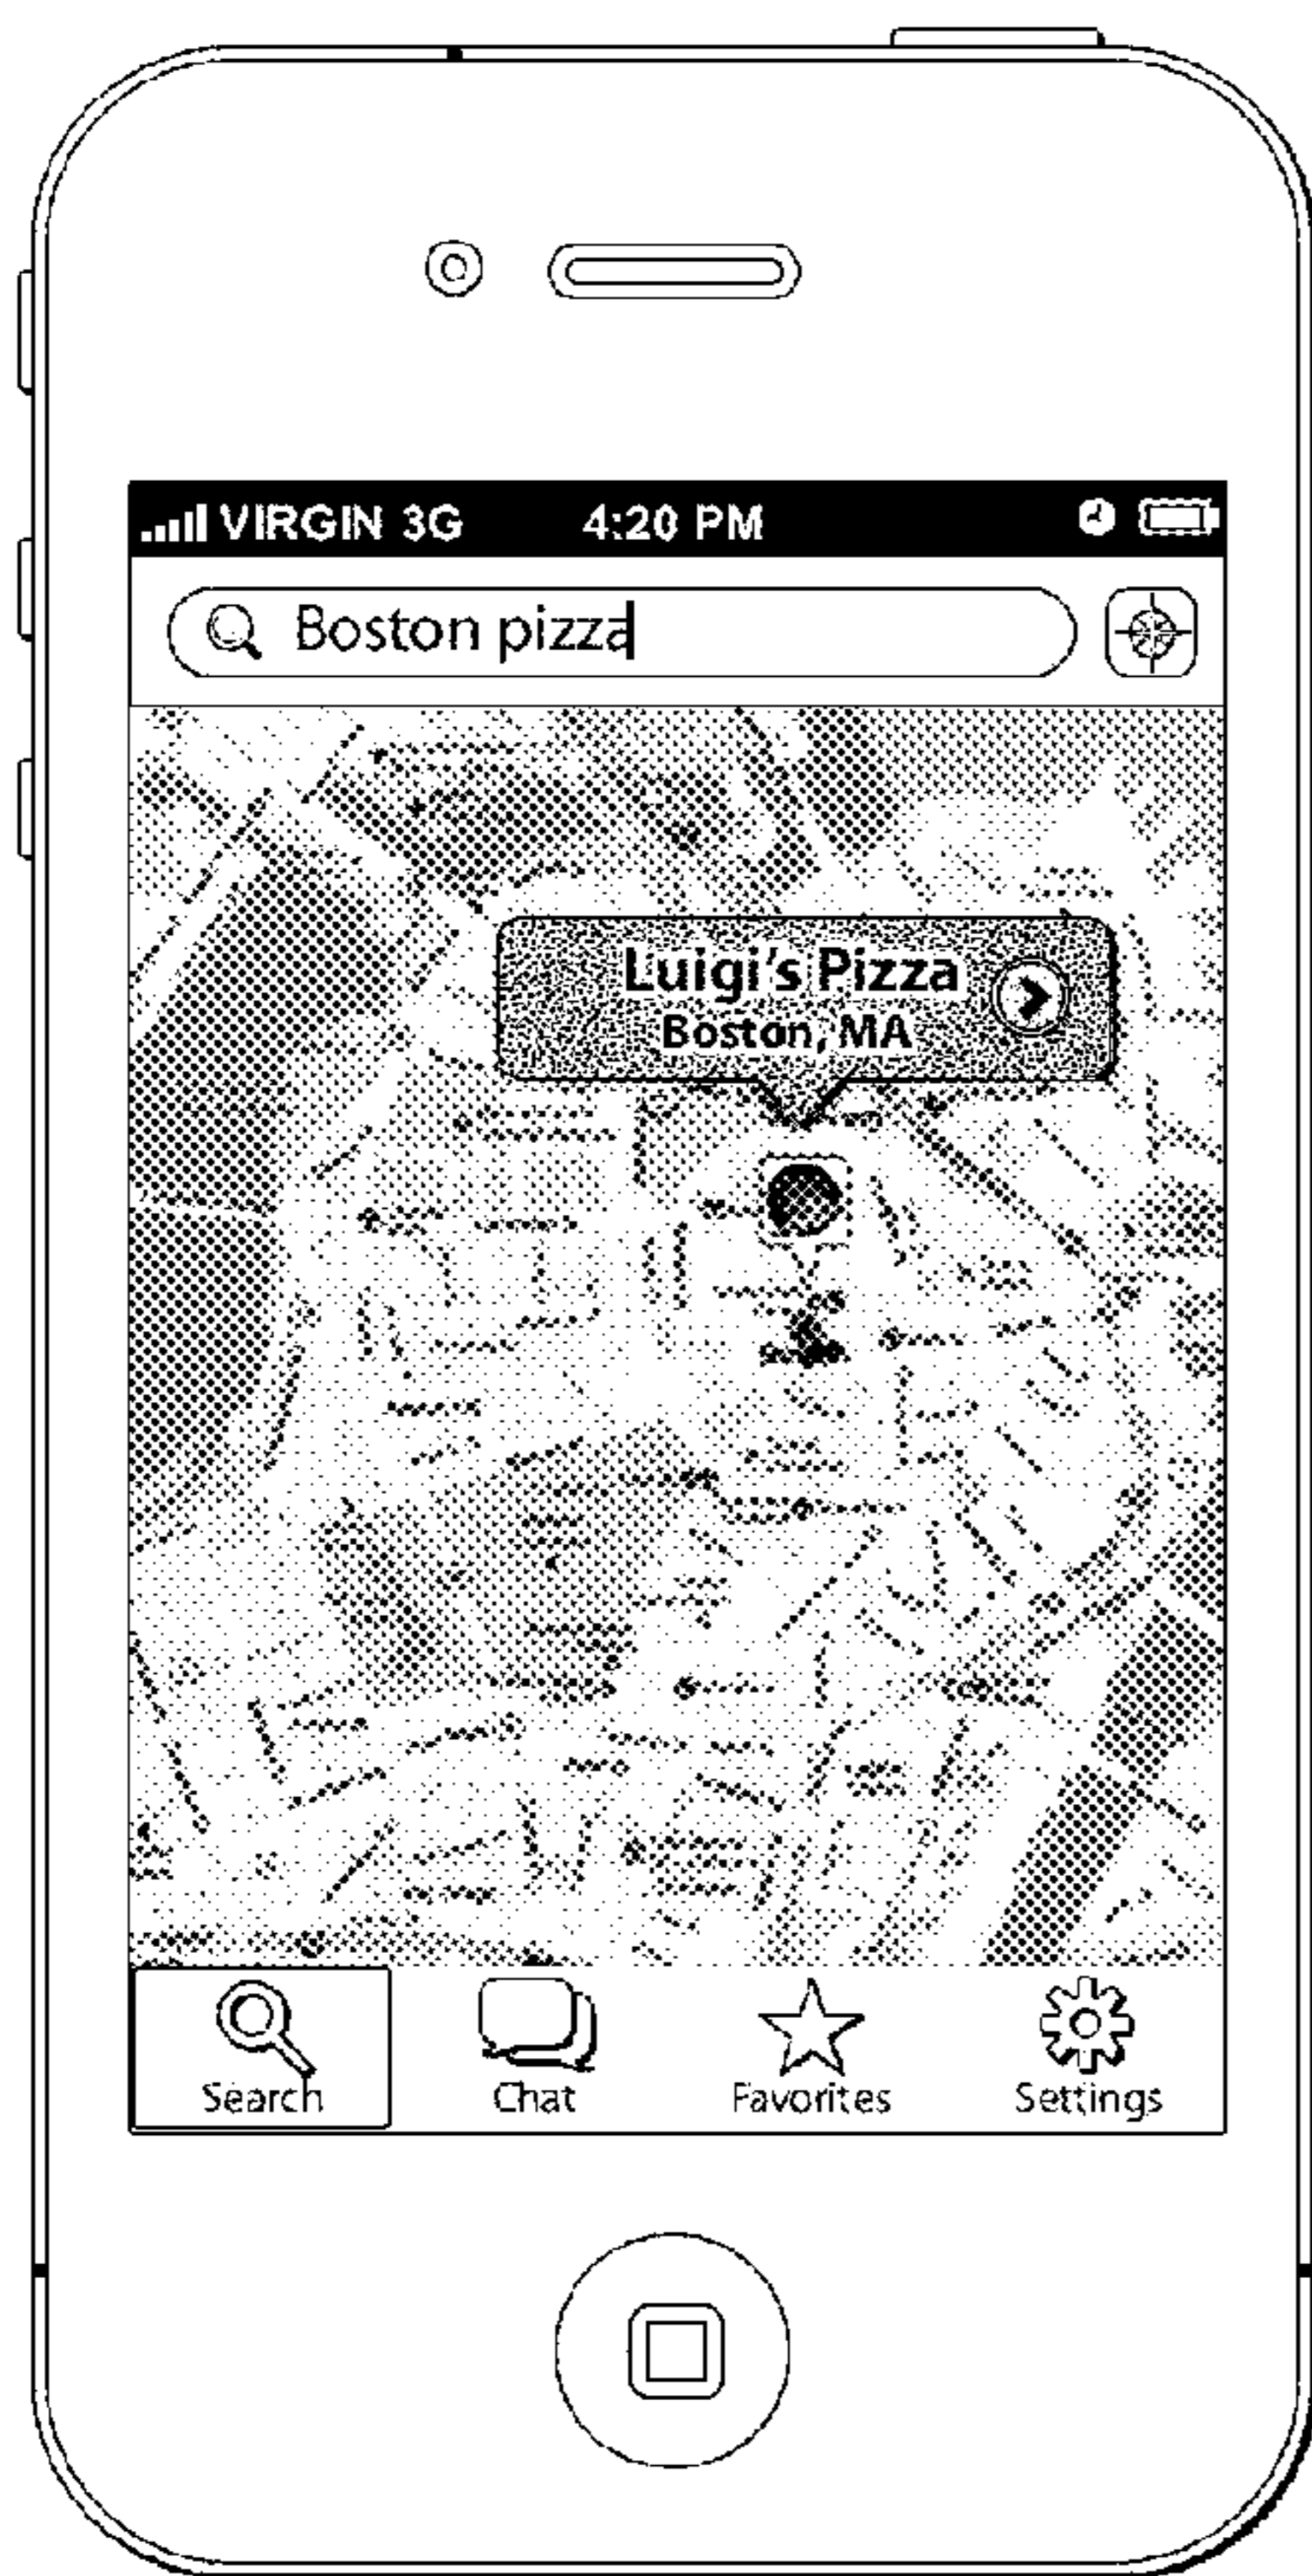 VIRGIN 3G 4:20 PM
Boston pizza
Luigi's Pizza
Boston, MA
Search Chat Favorites Settings